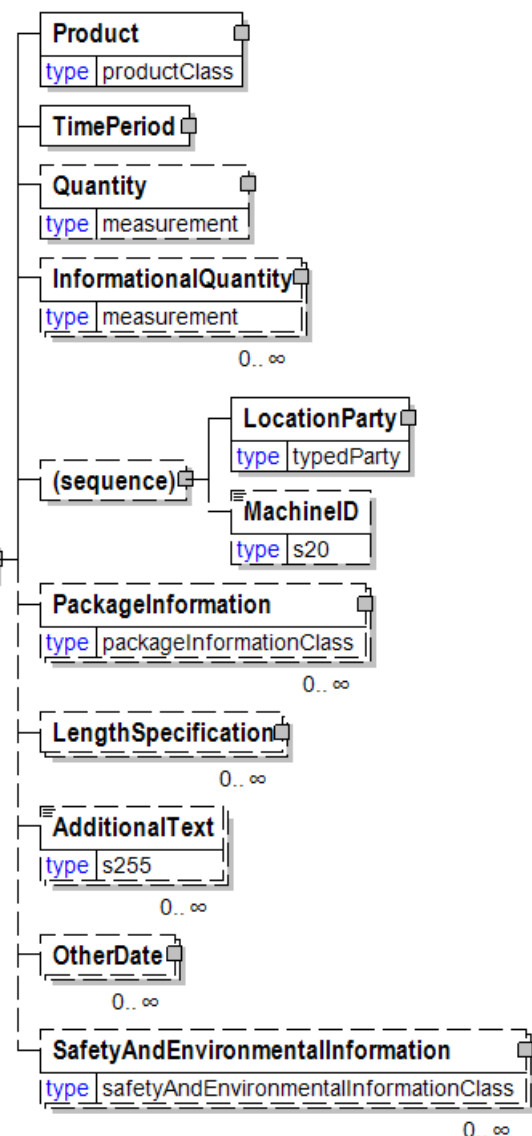 Product
type productClass
TimePeriod
Quantity
type measurement
InformationalQuantity
type measurement
0.. ∞
LocationParty
type typedParty
(sequence)
MachineID
type s20
PackageInformation
type packageInformationClass
0.. ∞
LengthSpecification
0.. ∞
AdditionalText
type s255
0.. ∞
OtherDate
0.. ∞
SafetyAndEnvironmentalInformation
type safetyAndEnvironmentalInformationClass
0.. ∞